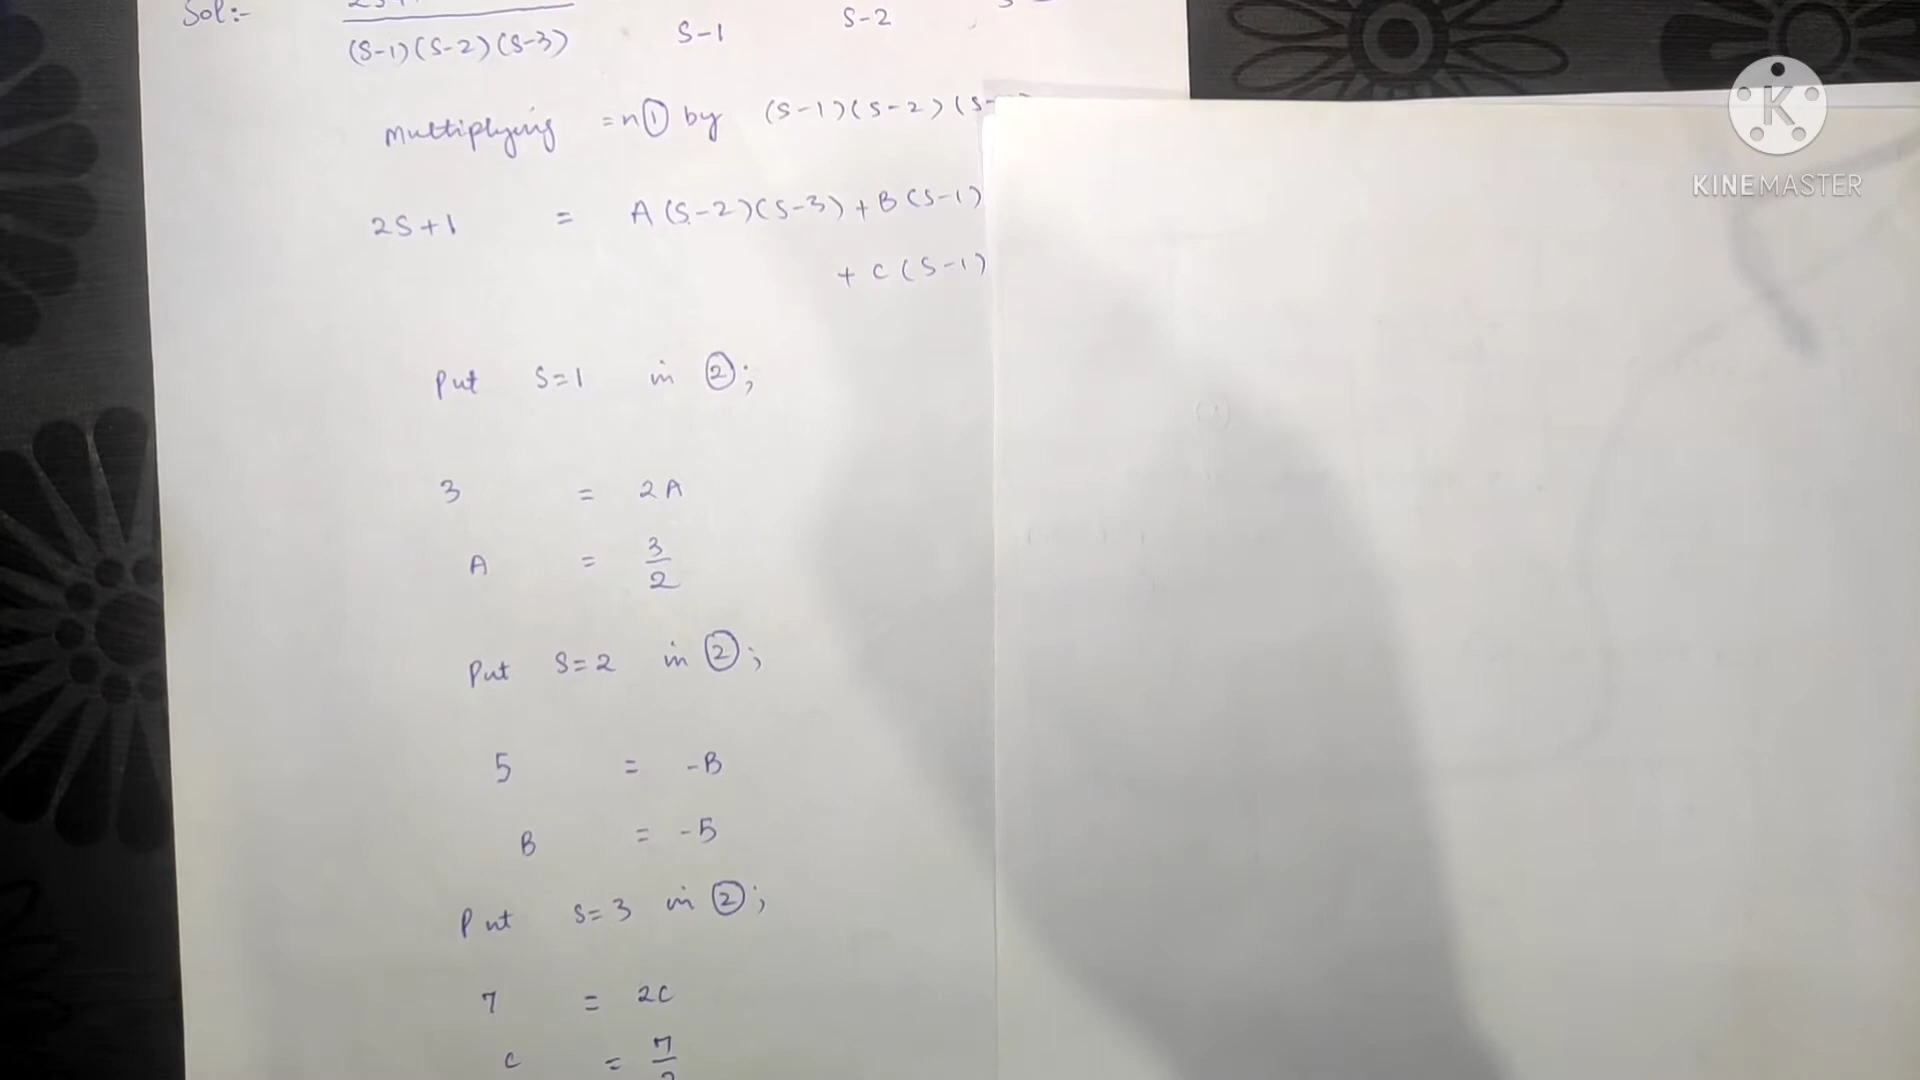 Sol:-
(S-1)(S-2)(S-3) S-1 S-2
Multiplying =n① by (S-1)(S-2)(S-
2S+1 = A(S-2)(S-3)+B(S-1)
+ C(S-1)
Put S=1 in ②;
3 = 2A
A = 3/2
Put S=2 in ②;
5 = -B
B = -5
Put S=3 in ②;
7 = 2C
C = 7/2
KINEMASTER